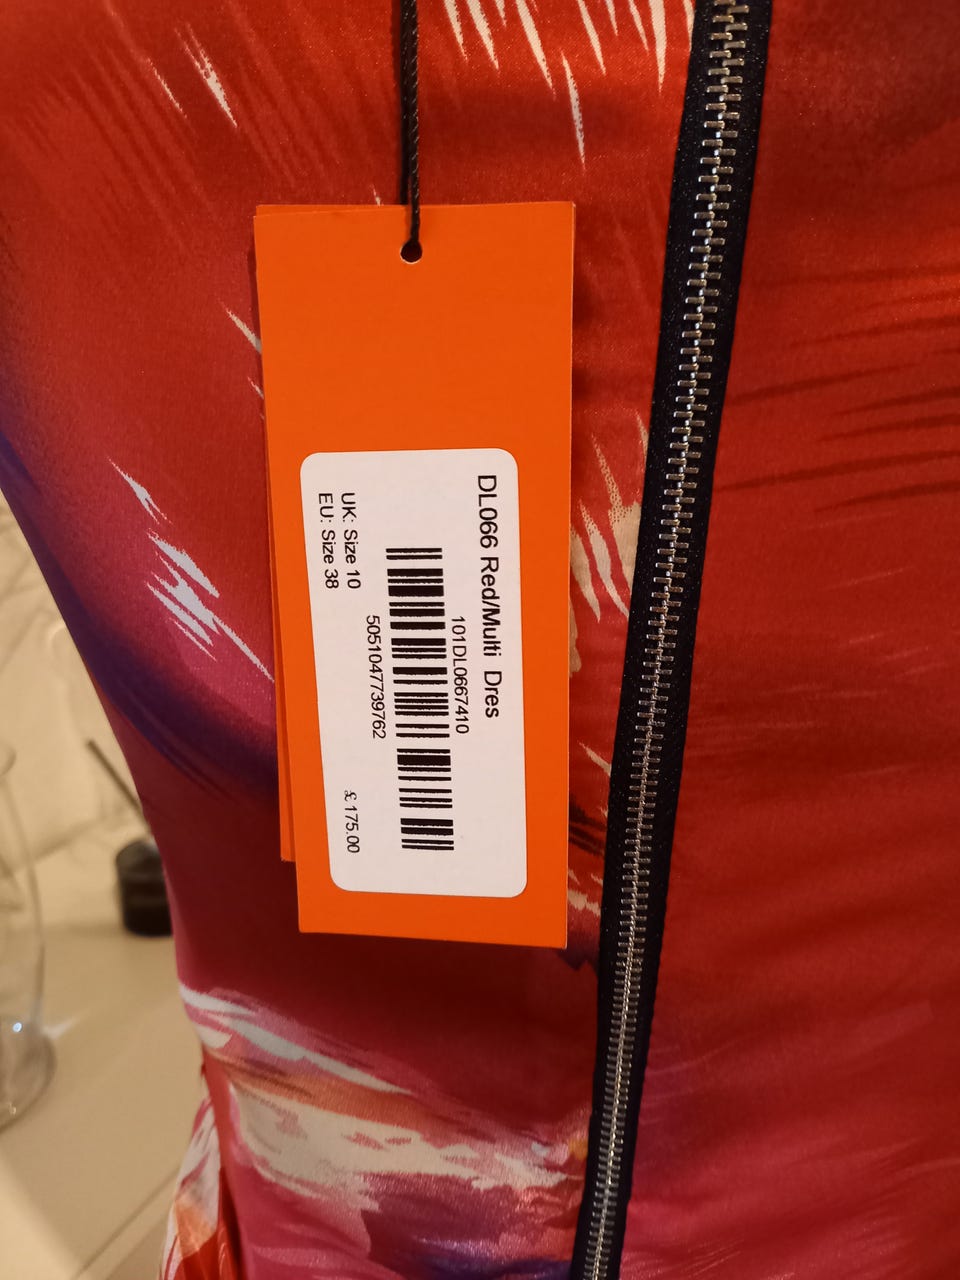 DL066 Red/Multi Dres
101DL0667410
5051047739762
UK: Size 10
EU: Size 38
£ 175.00